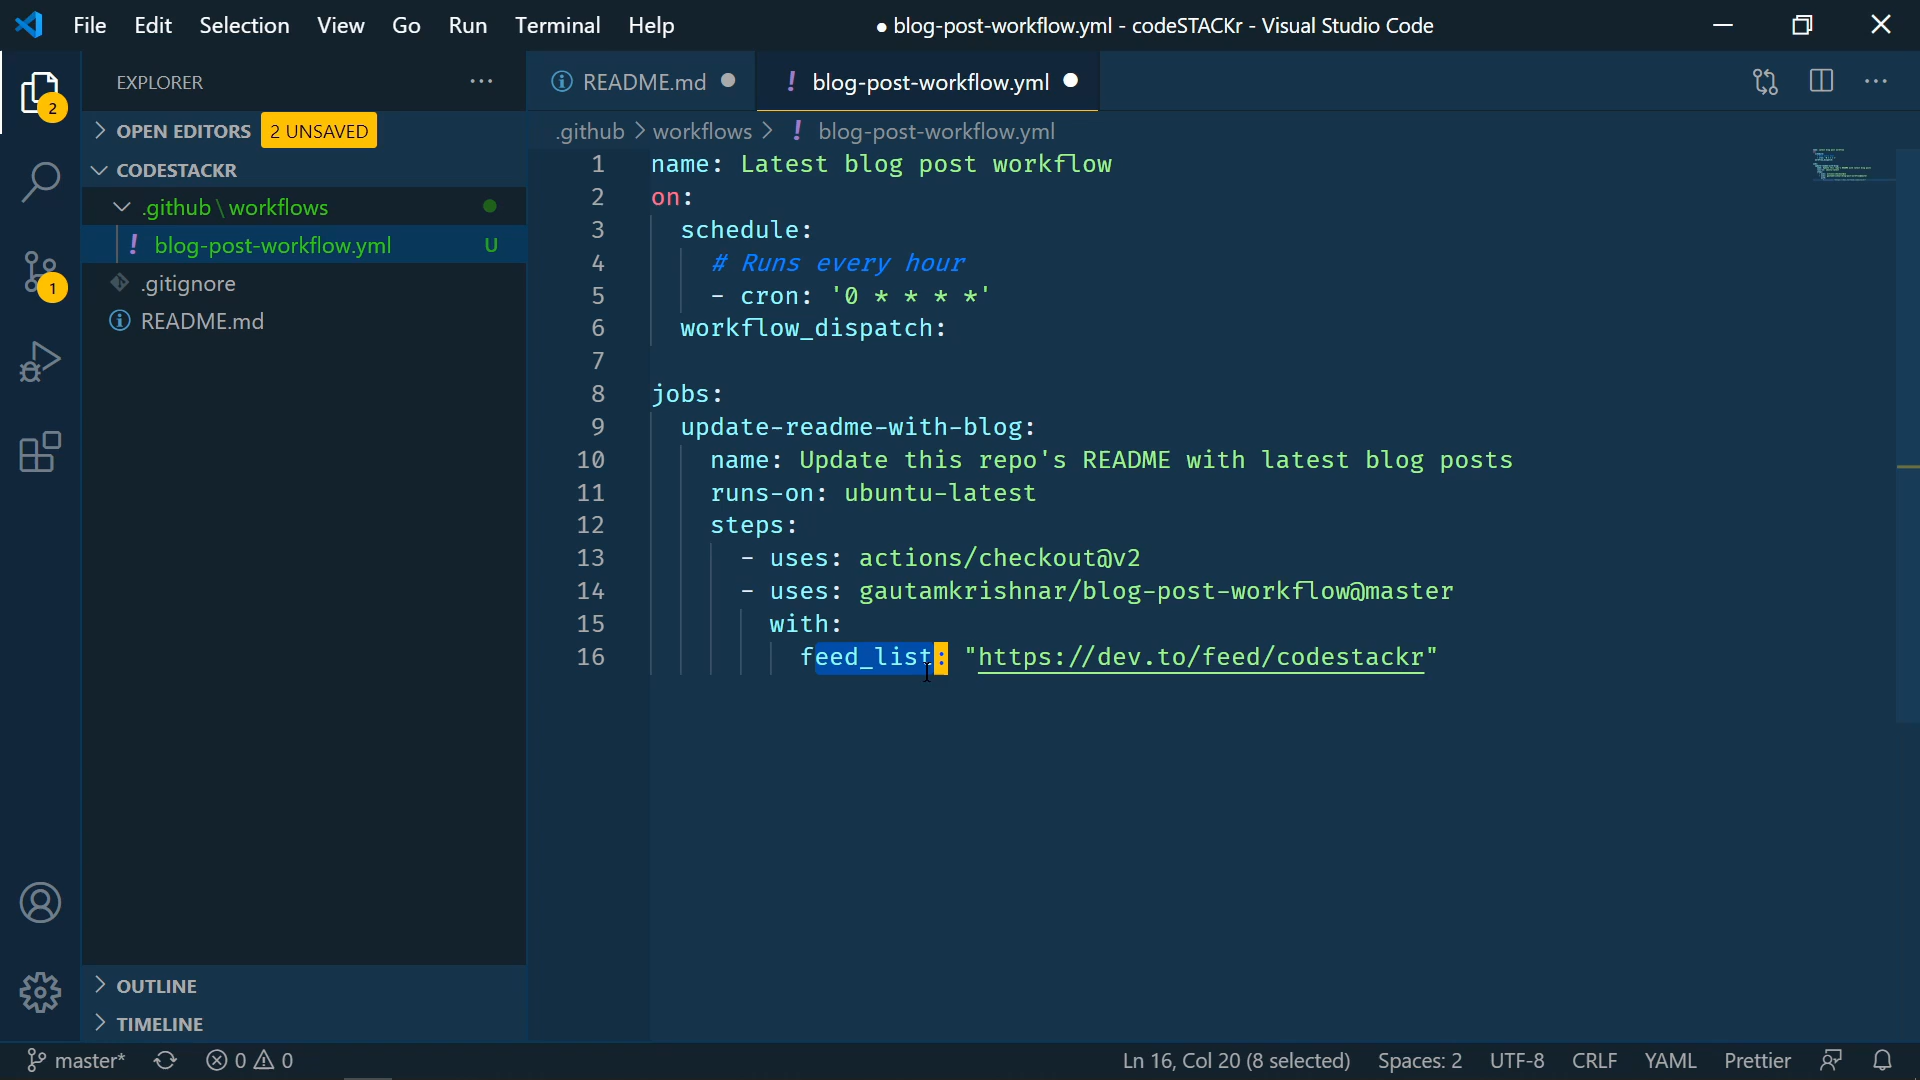 File Edit Selection View Go Run Terminal Help
● blog-post-workflow.yml - codeSTACKr - Visual Studio Code
EXPLORER ...
README.md ●
! blog-post-workflow.yml ●
2
OPEN EDITORS 2 UNSAVED
.github > workflows > ! blog-post-workflow.yml
CODESTACKR
.github \ workflows
! blog-post-workflow.yml U
.gitignore
README.md
1
1 name: Latest blog post workflow
2 on:
3 schedule:
4 # Runs every hour
5 - cron: '0 * * * *'
6 workflow_dispatch:
7
8 jobs:
9 update-readme-with-blog:
10 name: Update this repo's README with latest blog posts
11 runs-on: ubuntu-latest
12 steps:
13 - uses: actions/checkout@v2
14 - uses: gautamkrishnar/blog-post-workflow@master
15 with:
16 feed_list: "https://dev.to/feed/codestackr"
OUTLINE
TIMELINE
master* 0 0 Ln 16, Col 20 (8 selected) Spaces: 2 UTF-8 CRLF YAML Prettier